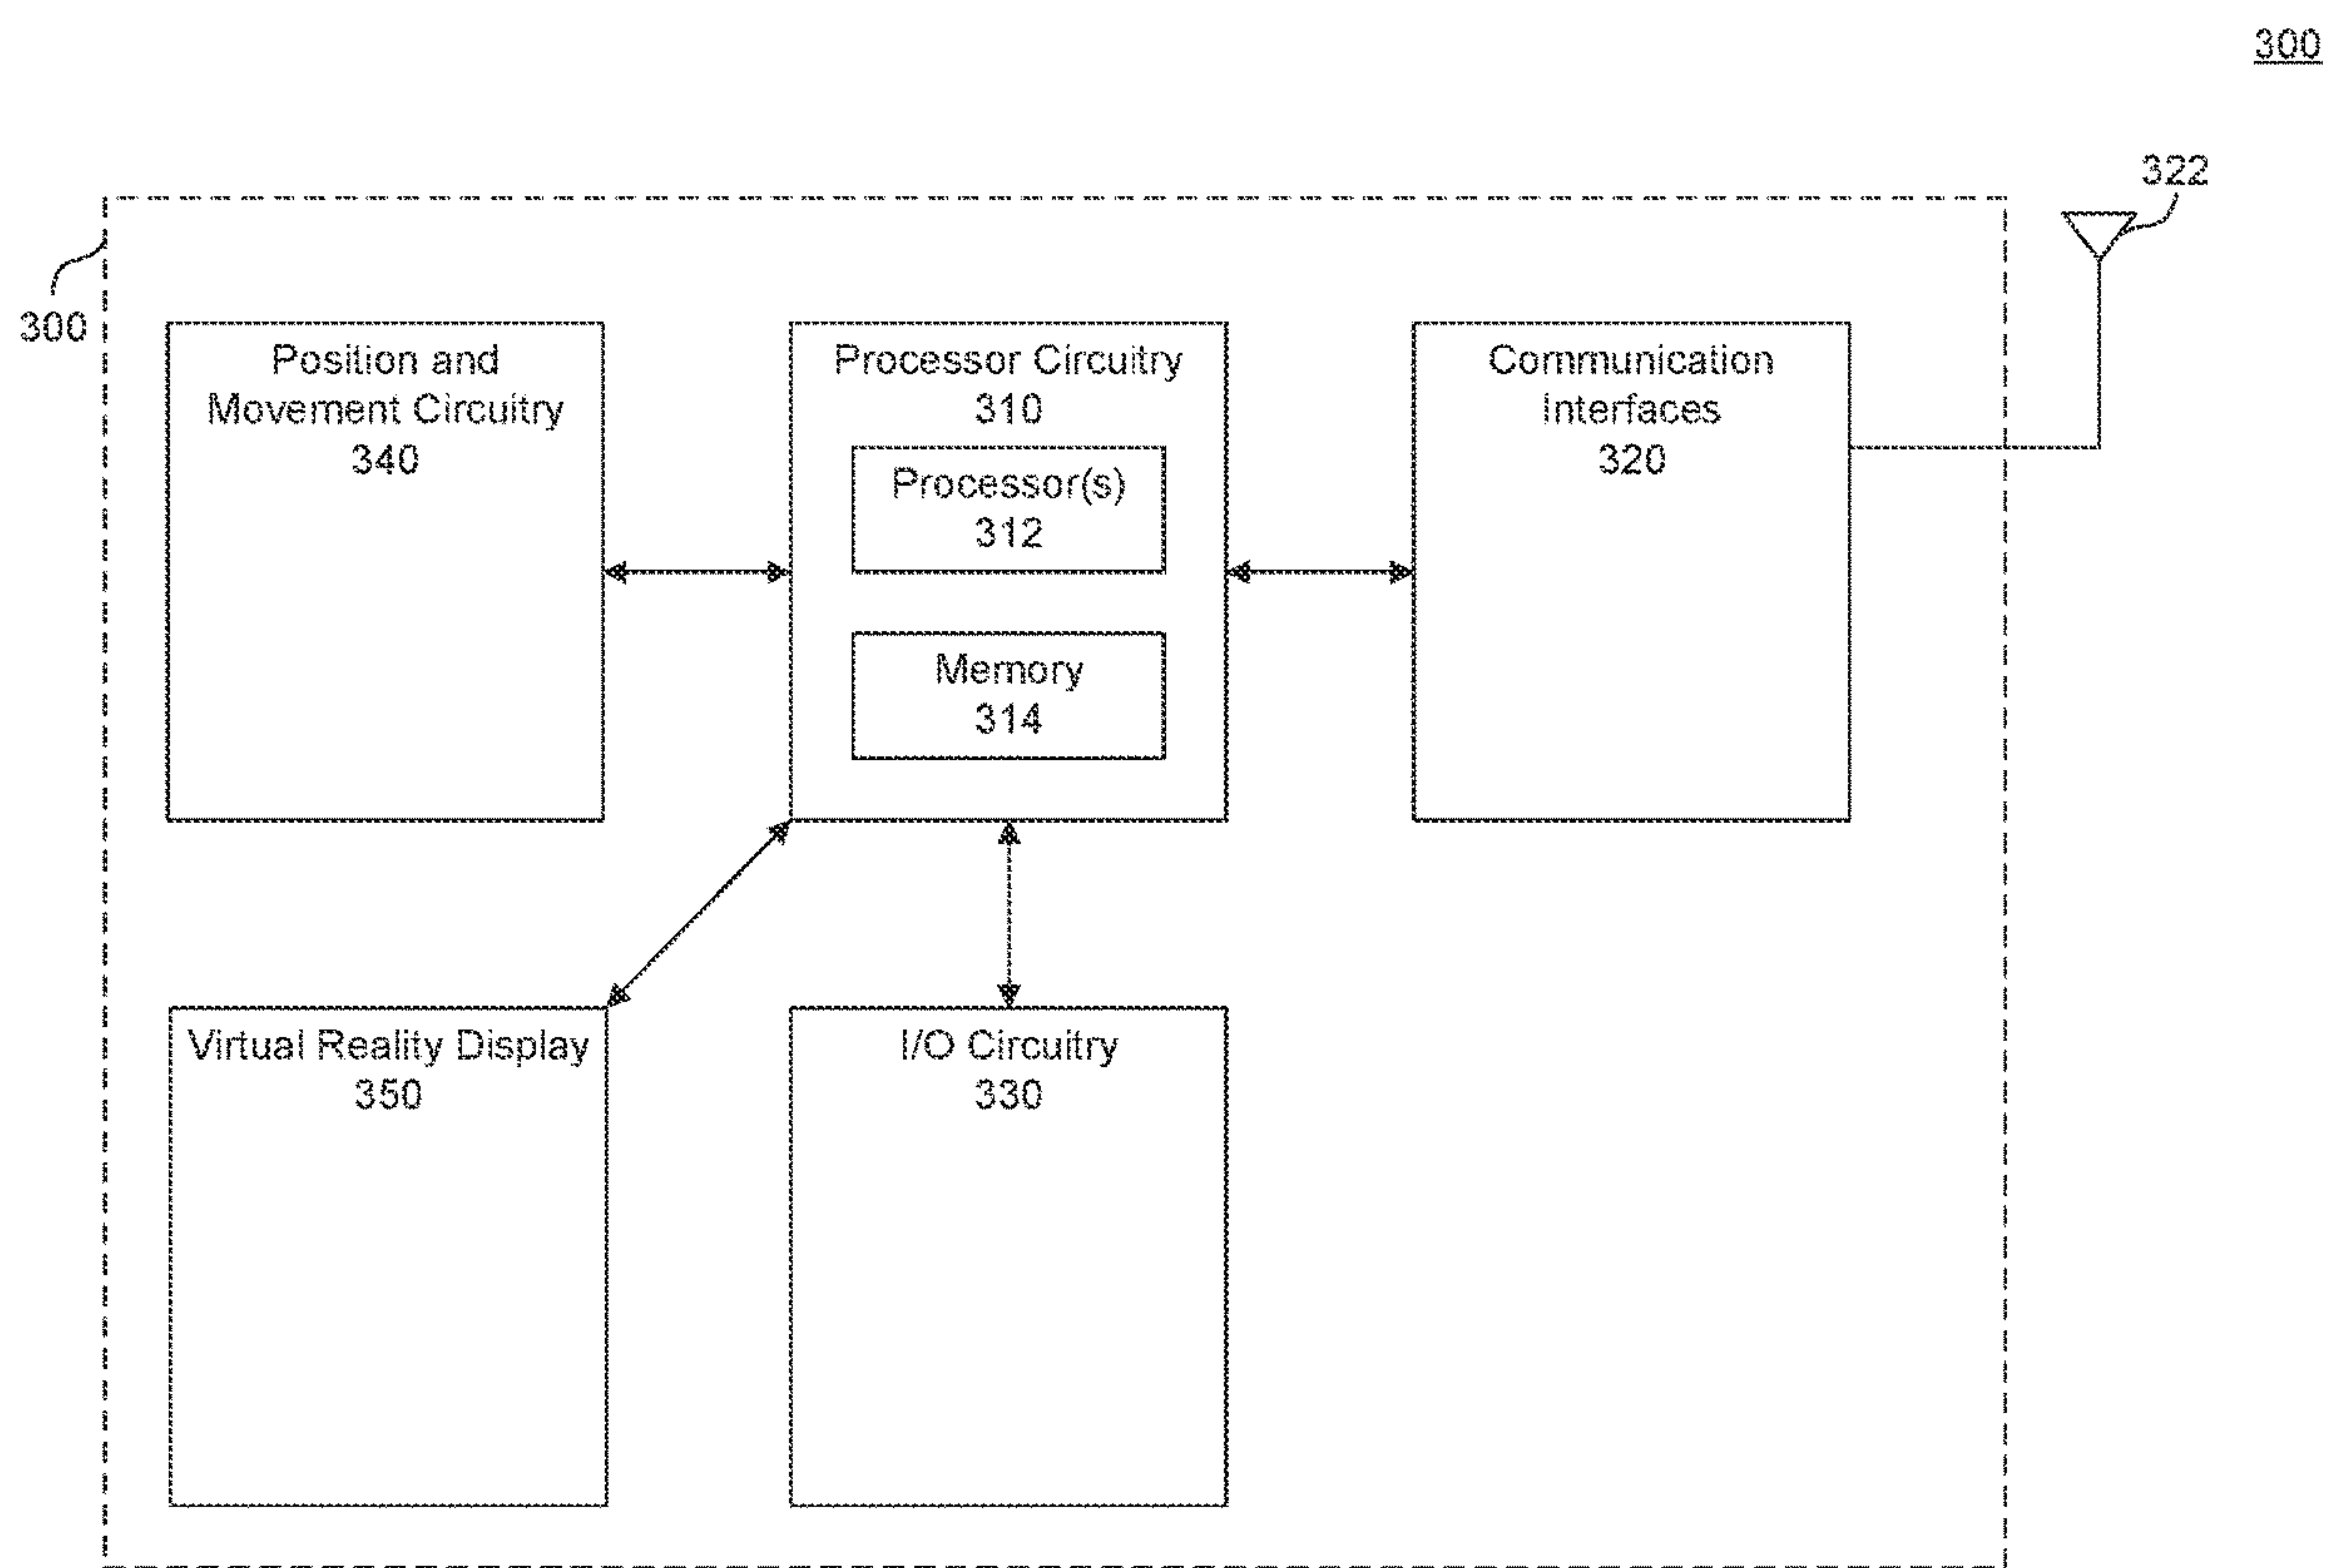 300
322
300
Position and
Movement Circuitry
340
Processor Circuitry
310
Processor(s)
312
Memory
314
Communication
Interfaces
320
Virtual Reality Display
350
I/O Circuitry
330